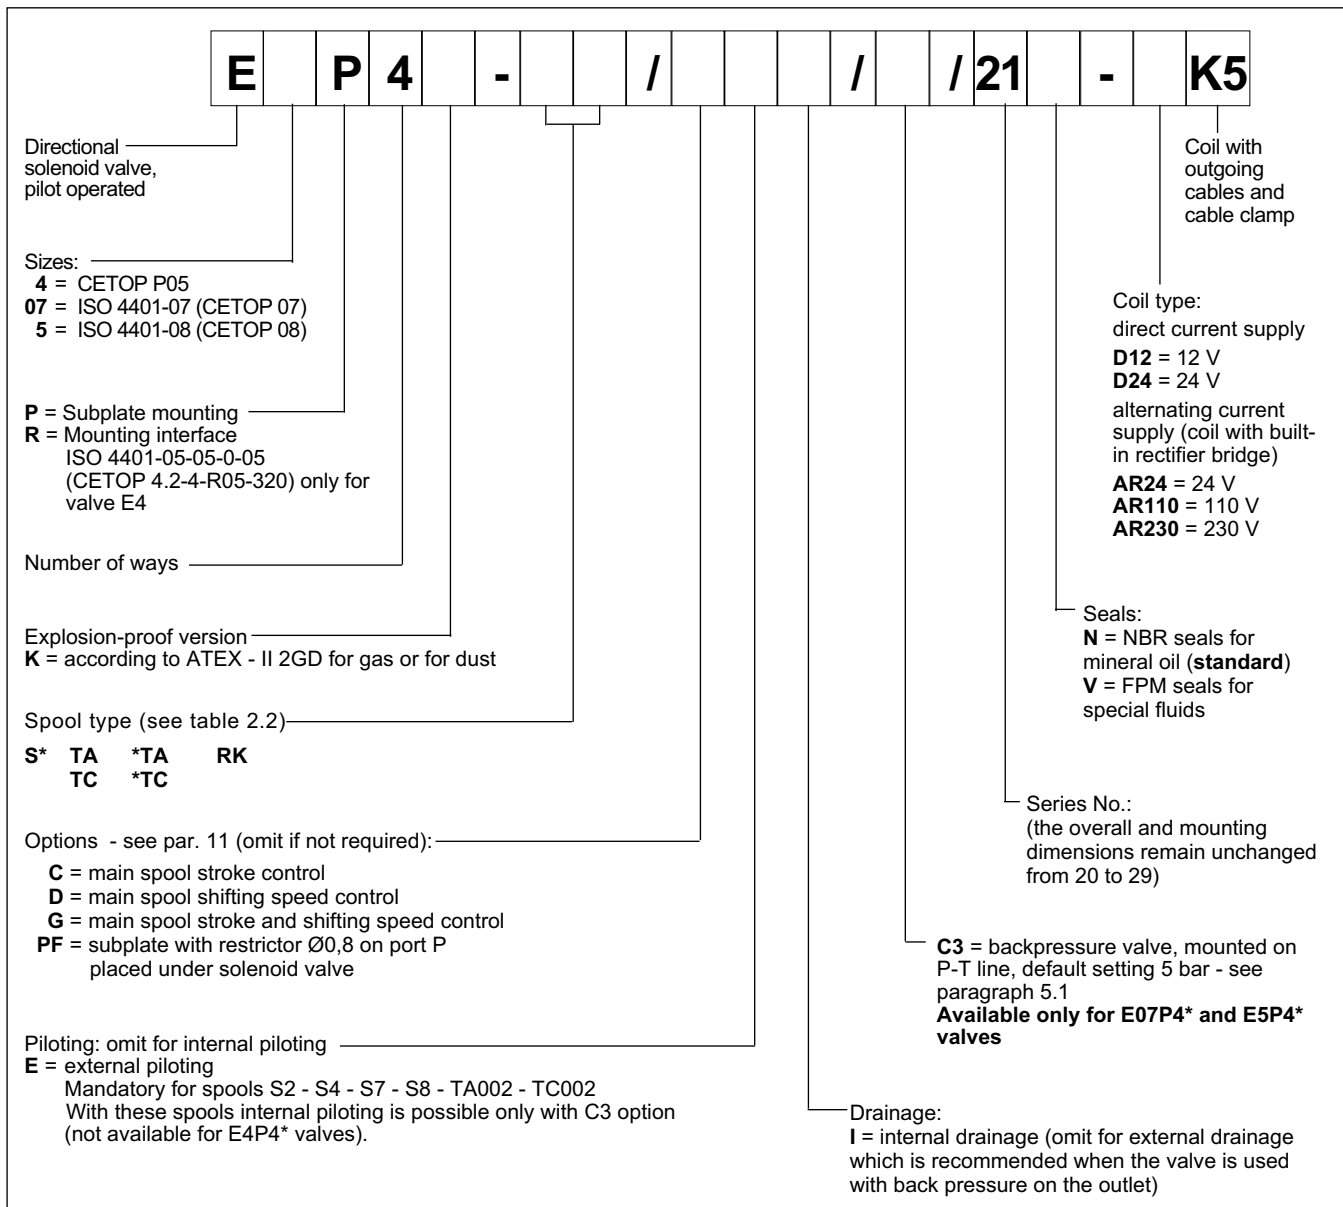 E P 4 - / / / 21 - K5
Directional
solenoid valve,
pilot operated
Sizes:
4 = CETOP P05
07 = ISO 4401-07 (CETOP 07)
5 = ISO 4401-08 (CETOP 08)
P = Subplate mounting
R = Mounting interface
ISO 4401-05-05-0-05
(CETOP 4.2-4-R05-320) only for
valve E4
Number of ways
Explosion-proof version
K = according to ATEX - II 2GD for gas or for dust
Spool type (see table 2.2)
S* TA *TA RK
TC *TC
Options - see par. 11 (omit if not required):
C = main spool stroke control
D = main spool shifting speed control
G = main spool stroke and shifting speed control
PF = subplate with restrictor Ø0,8 on port P
placed under solenoid valve
Piloting: omit for internal piloting
E = external piloting
Mandatory for spools S2 - S4 - S7 - S8 - TA002 - TC002
With these spools internal piloting is possible only with C3 option
(not available for E4P4* valves).
Coil with
outgoing
cables and
cable clamp
Coil type:
direct current supply
D12 = 12 V
D24 = 24 V
alternating current
supply (coil with built-
in rectifier bridge)
AR24 = 24 V
AR110 = 110 V
AR230 = 230 V
Seals:
N = NBR seals for
mineral oil (standard)
V = FPM seals for
special fluids
Series No.:
(the overall and mounting
dimensions remain unchanged
from 20 to 29)
C3 = backpressure valve, mounted on
P-T line, default setting 5 bar - see
paragraph 5.1
Available only for E07P4* and E5P4*
valves
Drainage:
I = internal drainage (omit for external drainage
which is recommended when the valve is used
with back pressure on the outlet)